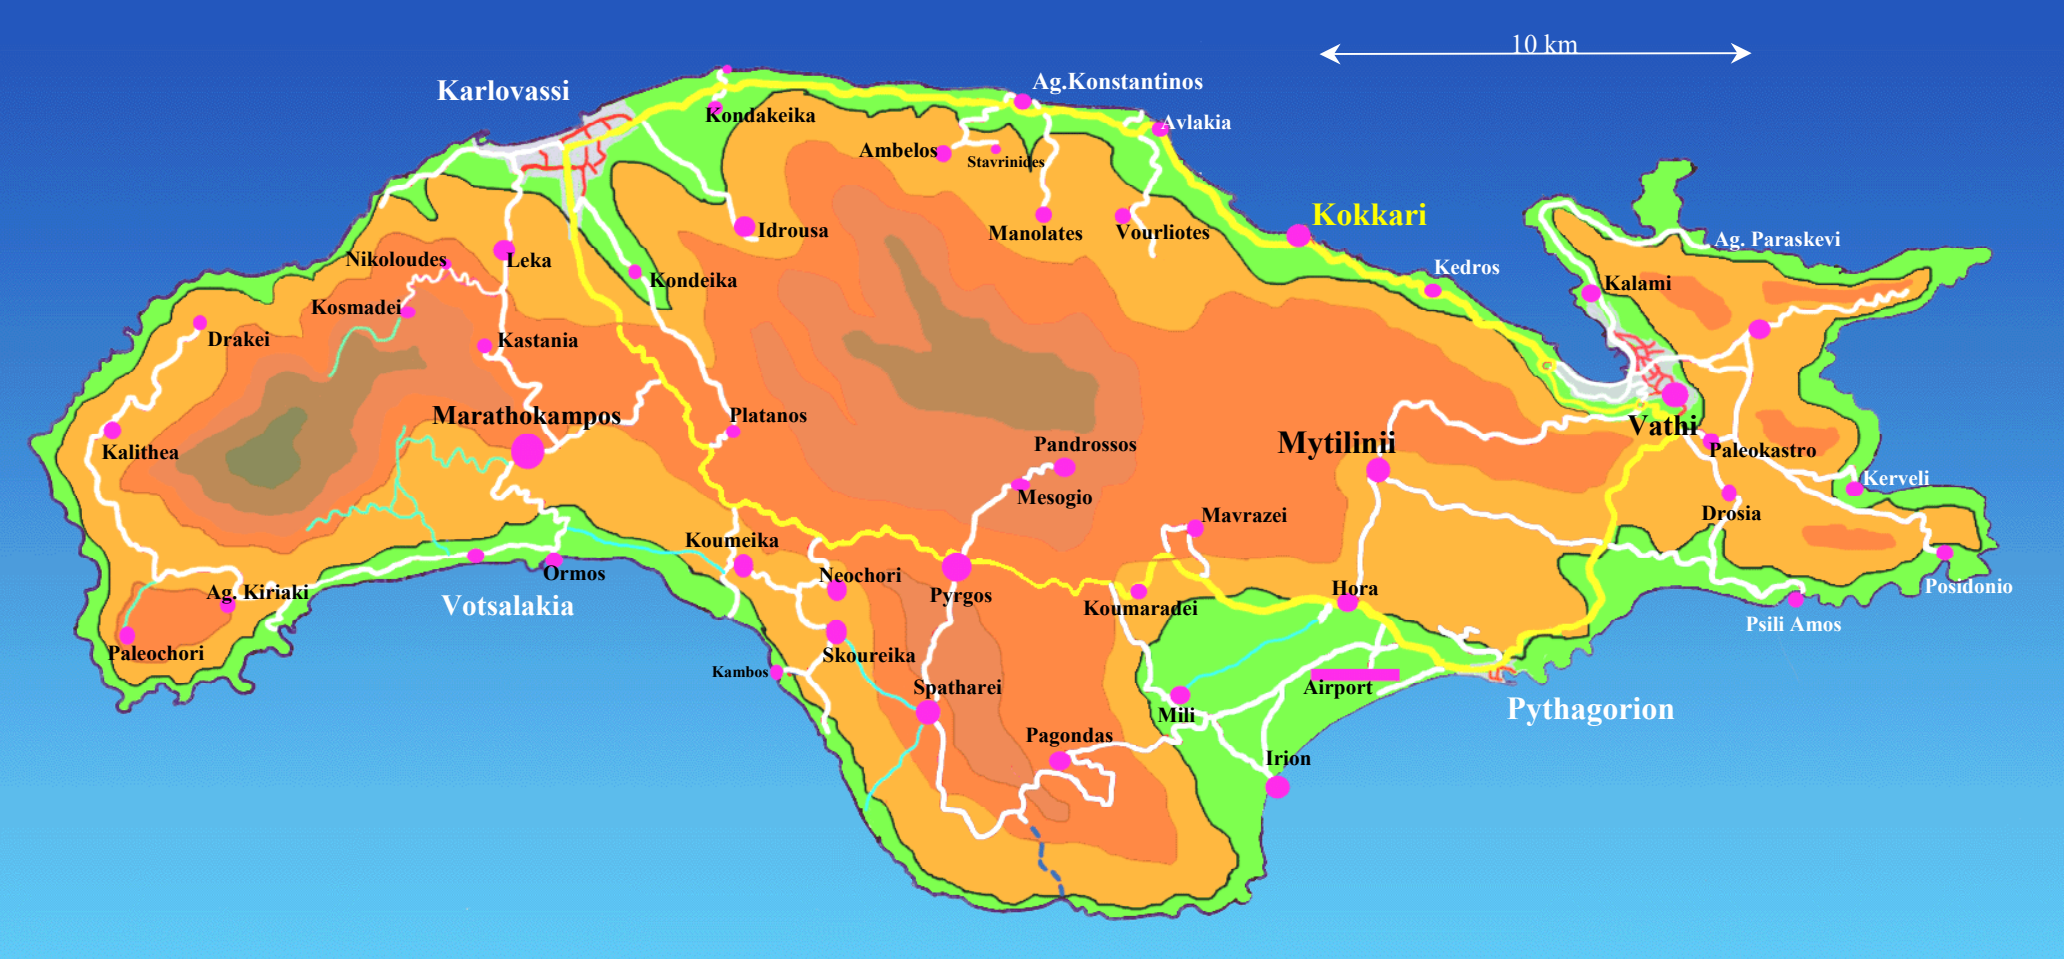 10 km
Ag.Konstantinos
Karlovassi
Kondakeika
Avlakia
Ambelos
Stavrinides
Kokkari
Idrousa
Manolates
Vourliotes
Ag. Paraskevi
Nikoloudes
Leka
Kedros
Kondeika
Kalami
Kosmadei
Drakei
Kastania
Marathokampos
Platanos
Vathi
Pandrossos
Mytilinii
Kalithea
Paleokastro
Kerveli
Mesogio
Mavrazei
Drosia
Koumeika
Ormos
Neochori
Ag. Kiriaki
Votsalakia
Pyrgos
Koumaradei
Hora
Posidonio
Psili Amos
Paleochori
Skoureika
Kambos
Spatharei
Airport
Pythagorion
Mili
Pagondas
Irion